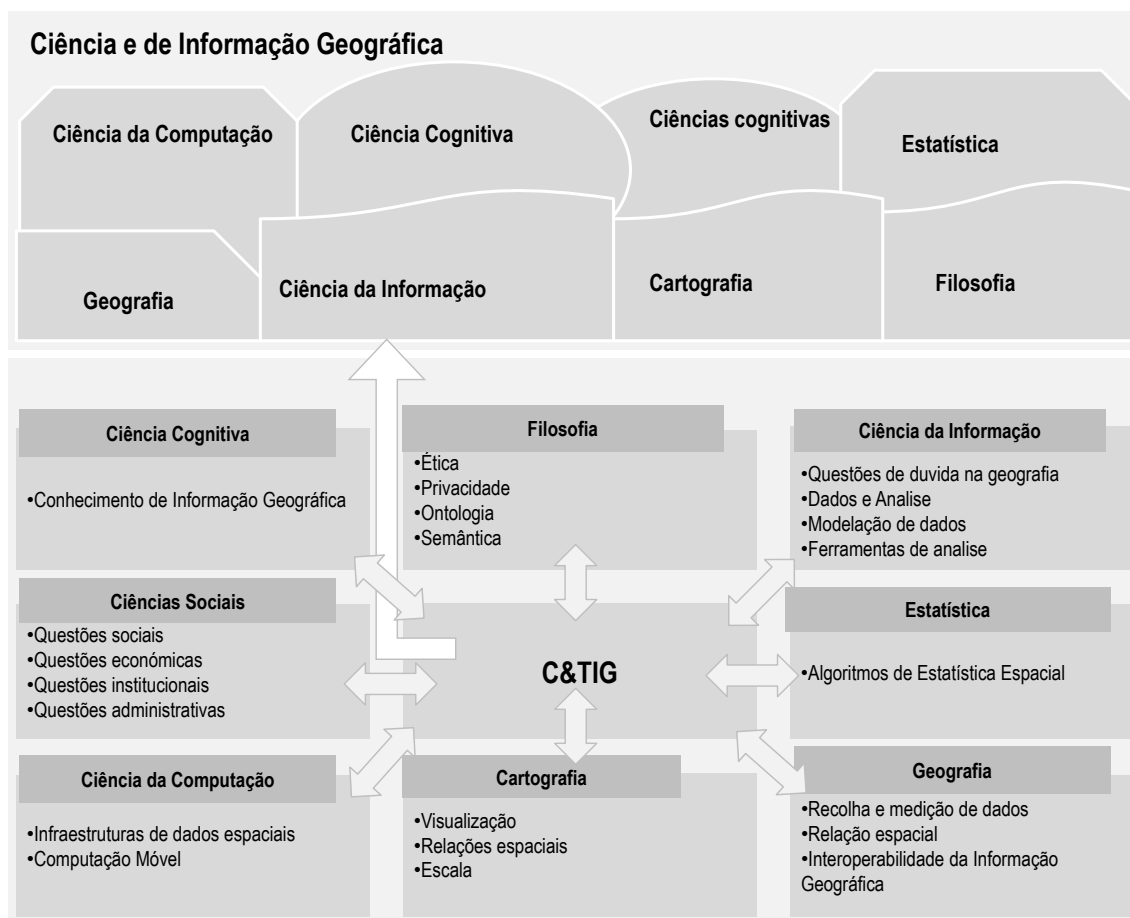 Ciência e de Informação Geográfica
Ciência da Computação
Ciência Cognitiva
Ciências cognitivas
Estatística
Geografia
Ciência da Informação
Cartografia
Filosofia
Ciência Cognitiva
•Conhecimento de Informação Geográfica
Filosofia
•Ética
•Privacidade
•Ontologia
•Semântica
Ciência da Informação
•Questões de duvida na geografia
•Dados e Analise
•Modelação de dados
•Ferramentas de analise
Ciências Sociais
•Questões sociais
•Questões económicas
•Questões institucionais
•Questões administrativas
C&TIG
Estatística
•Algoritmos de Estatística Espacial
Ciência da Computação
•Infraestruturas de dados espaciais
•Computação Móvel
Cartografia
•Visualização
•Relações espaciais
•Escala
Geografia
•Recolha e medição de dados
•Relação espacial
•Interoperabilidade da Informação
Geográfica